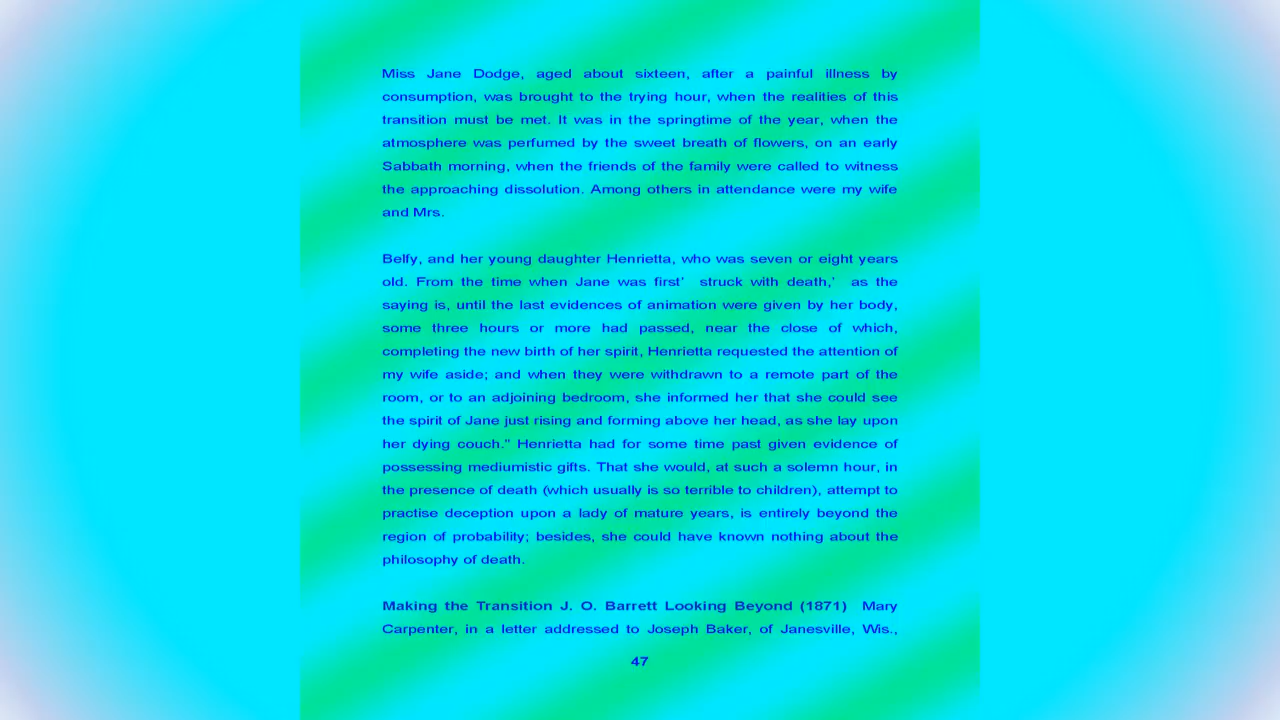 Miss Jane Dodge, aged about sixteen, after a painful illness by
consumption, was brought to the trying hour, when the realities of this
transition must be met. It was in the springtime of the year, when the
atmosphere was perfumed by the sweet breath of flowers, on an early
Sabbath morning, when the friends of the family were called to witness
the approaching dissolution. Among others in attendance were my wife
and Mrs.
Belfy, and her young daughter Henrietta, who was seven or eight years
old. From the time when Jane was first’ struck with death,’ as the
saying is, until the last evidences of animation were given by her body,
some three hours or more had passed, near the close of which,
completing the new birth of her spirit, Henrietta requested the attention of
my wife aside; and when they were withdrawn to a remote part of the
room, or to an adjoining bedroom, she informed her that she could see
the spirit of Jane just rising and forming above her head, as she lay upon
her dying couch." Henrietta had for some time past given evidence of
possessing mediumistic gifts. That she would, at such a solemn hour, in
the presence of death (which usually is so terrible to children), attempt to
practise deception upon a lady of mature years, is entirely beyond the
region of probability; besides, she could have known nothing about the
philosophy of death.
Making the Transition J. O. Barrett Looking Beyond (1871) Mary
Carpenter, in a letter addressed to Joseph Baker, of Janesville, Wis.,
47